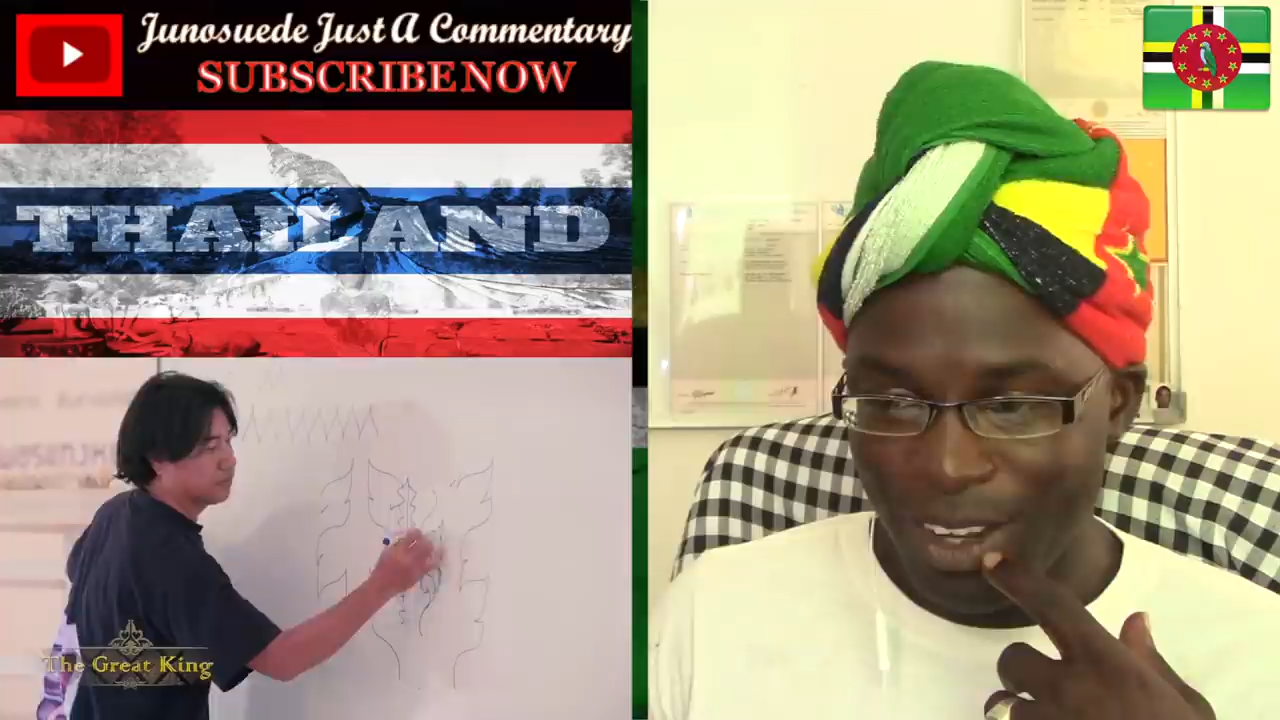 Junosuede Just A Commentary
SUBSCRIBE NOW
THAILAND
The Great King